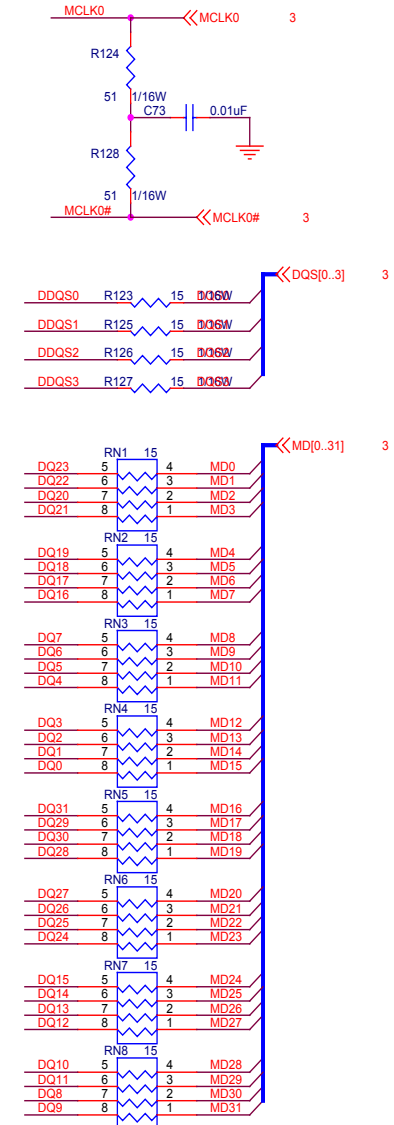 MCLK0 MCLK0 3
R124
51 1/16W
C73 0.01uF
R128
51 1/16W
MCLK0# MCLK0# 3
DQS[0..3] 3
DDQS0 R123 15 1/16W
DDQS1 R125 15 1/16W
DDQS2 R126 15 1/16W
DDQS3 R127 15 1/16W
MD[0..31] 3
RN1 15
DQ23 5 4 MD0
DQ22 6 3 MD1
DQ20 7 2 MD2
DQ21 8 1 MD3
RN2 15
DQ19 5 4 MD4
DQ18 6 3 MD5
DQ17 7 2 MD6
DQ16 8 1 MD7
RN3 15
DQ7 5 4 MD8
DQ6 6 3 MD9
DQ5 7 2 MD10
DQ4 8 1 MD11
RN4 15
DQ3 5 4 MD12
DQ2 6 3 MD13
DQ1 7 2 MD14
DQ0 8 1 MD15
RN5 15
DQ31 5 4 MD16
DQ29 6 3 MD17
DQ30 7 2 MD18
DQ28 8 1 MD19
RN6 15
DQ27 5 4 MD20
DQ26 6 3 MD21
DQ25 7 2 MD22
DQ24 8 1 MD23
RN7 15
DQ15 5 4 MD24
DQ14 6 3 MD25
DQ13 7 2 MD26
DQ12 8 1 MD27
RN8 15
DQ10 5 4 MD28
DQ11 6 3 MD29
DQ8 7 2 MD30
DQ9 8 1 MD31